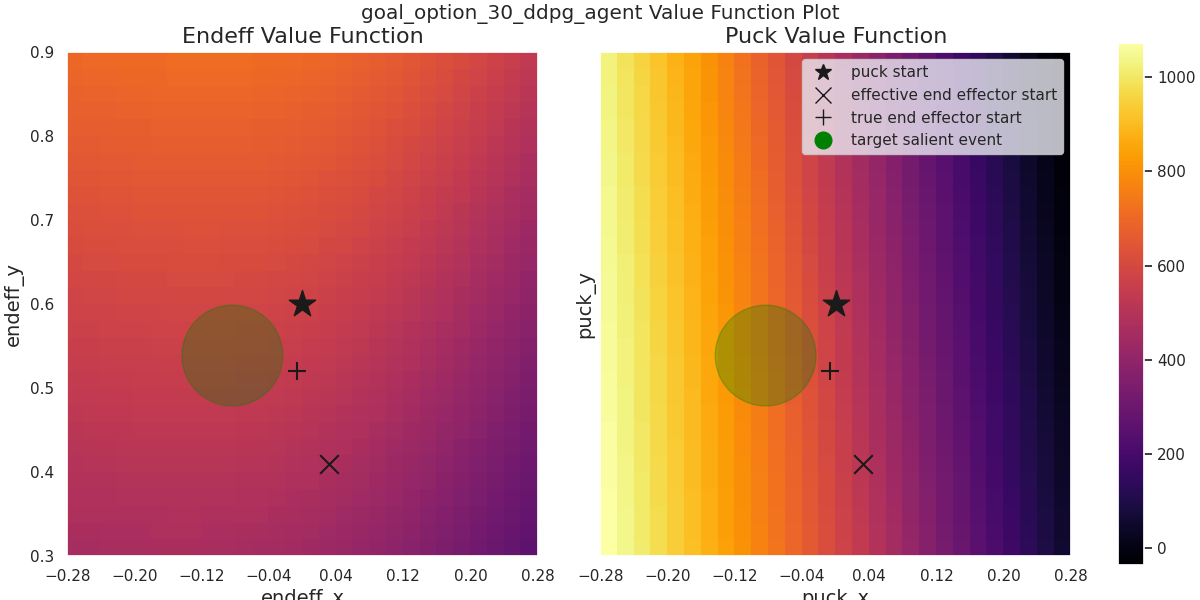 goal_option_30_ddpg_agent Value Function Plot
Endeff Value Function
Puck Value Function
0.9
0.8
0.7
0.6
0.5
0.4
0.3
endeff_y
−0.28 −0.20 −0.12 −0.04 0.04 0.12 0.20 0.28
endeff_x
puck_y
puck start
effective end effector start
true end effector start
target salient event
−0.28 −0.20 −0.12 −0.04 0.04 0.12 0.20 0.28
puck_x
1000
800
600
400
200
0